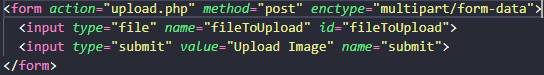 <form action="upload.php" method="post" enctype="multipart/form-data">
  <input type="file" name="fileToUpload" id="fileToUpload">
  <input type="submit" value="Upload Image" name="submit">
</form>